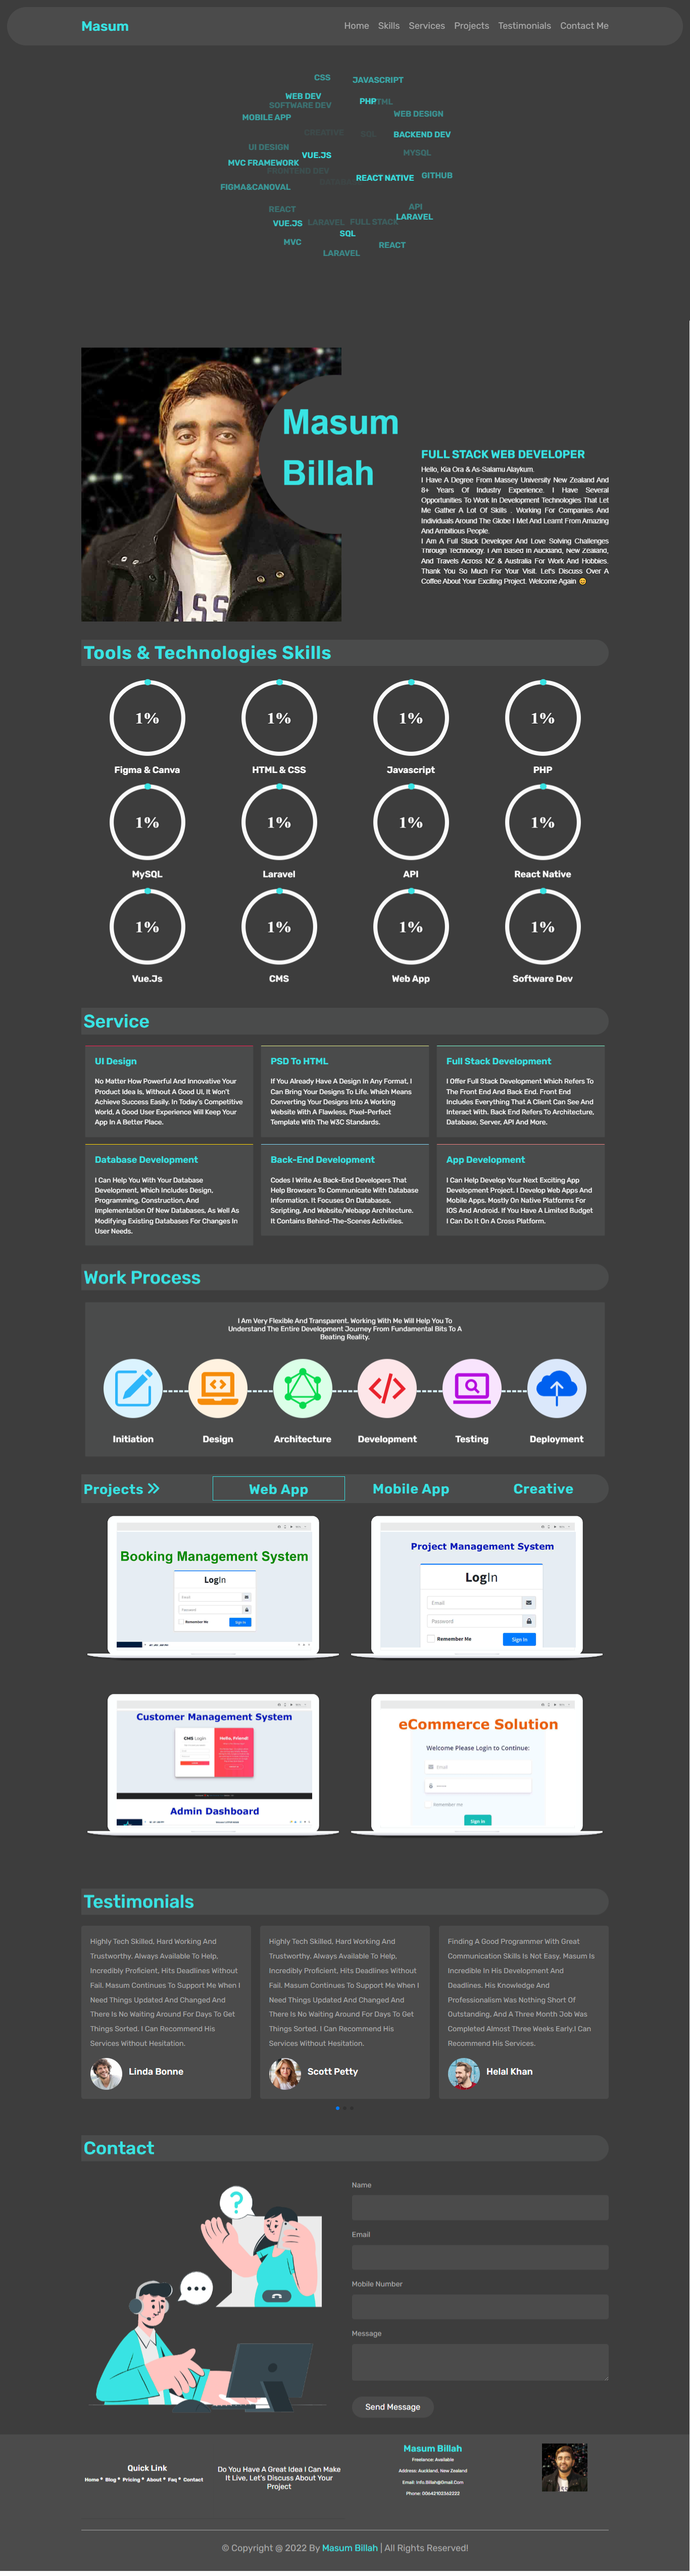 Masum
Home Skills Services Projects Testimonials Contact Me
CSS
JAVASCRIPT
WEB DEV
PHP
SOFTWARE DEV
MOBILE APP
WEB DESIGN
CREATIVE
BACKEND DEV
UI DESIGN
VUE.JS
MYSQL
MVC FRAMEWORK
FRONTEND DEV
REACT NATIVE
GITHUB
FIGMA&CANOVAL
REACT
API
LARAVEL
VUE.JS
LARAVEL
FULL STACK
SQL
MVC
REACT
LARAVEL
Masum
Billah
FULL STACK WEB DEVELOPER
Hello, Kia Ora & As-Salamu Alaykum.
I Have A Degree From Massey University New Zealand And
8+ Years Of Industry Experience. I Have Several
Opportunities To Work In Development Technologies That Let
Me Gather A Lot Of Skills . Working For Companies And
Individuals Around The Globe I Met And Learnt From Amazing
And Ambitious People.
I Am A Full Stack Developer And Love Solving Challenges
Through Technology. I Am Based In Auckland, New Zealand,
And Travels Across NZ & Australia For Work And Hobbies.
Thank You So Much For Your Visit. Let's Discuss Over A
Coffee About Your Exciting Project. Welcome Again 😊
Tools & Technologies Skills
1% 1% 1% 1%
Figma & Canva HTML & CSS Javascript PHP
1% 1% 1% 1%
MySQL Laravel API React Native
1% 1% 1% 1%
Vue.Js CMS Web App Software Dev
Service
UI Design
No Matter How Powerful And Innovative Your
Product Idea Is, Without A Good UI, It Won't
Achieve Success Easily. In Today's Competitive
World, A Good User Experience Will Keep Your
App In A Better Place.
PSD To HTML
If You Already Have A Design In Any Format, I
Can Bring Your Designs To Life. Which Means
Converting Your Designs Into A Working
Website With A Flawless, Pixel-Perfect
Template With The W3C Standards.
Full Stack Development
I Offer Full Stack Development Which Refers To
The Front End And Back End. Front End
Includes Everything That A Client Can See And
Interact With. Back End Refers To Architecture,
Database, Server, API And More.
Database Development
I Can Help You With Your Database
Development, Which Includes Design,
Programming, Construction, And
Implementation Of New Databases, As Well As
Modifying Existing Databases For Changes In
User Needs.
Back-End Development
Codes I Write As Back-End Developers That
Help Browsers To Communicate With Database
Information. It Focuses On Databases,
Scripting, And Website/Webapp Architecture.
It Contains Behind-The-Scenes Activities.
App Development
I Can Help Develop Your Next Exciting App
Development Project. I Develop Web Apps And
Mobile Apps. Mostly On Native Platforms For
IOS And Android. If You Have A Limited Budget
I Can Do It On A Cross Platform.
Work Process
I Am Very Flexible And Transparent. Working With Me Will Help You To
Understand The Entire Development Journey From Fundamental Bits To A
Beating Reality.
Initiation Design Architecture Development Testing Deployment
Projects Web App Mobile App Creative
Booking Management System
LogIn
Email
Password
Remember Me
Sign In
Project Management System
LogIn
Email
Password
Remember Me
Sign In
Customer Management System
CMS Login
Hello, Friend!
Admin Dashboard
eCommerce Solution
Welcome Please Login to Continue:
Email
Remember me
Sign In
Testimonials
Highly Tech Skilled, Hard Working And
Trustworthy. Always Available To Help,
Incredibly Proficient, Hits Deadlines Without
Fail. Masum Continues To Support Me When I
Need Things Updated And Changed And
There Is No Waiting Around For Days To Get
Things Sorted. I Can Recommend His
Services Without Hesitation.
Linda Bonne
Highly Tech Skilled, Hard Working And
Trustworthy. Always Available To Help,
Incredibly Proficient, Hits Deadlines Without
Fail. Masum Continues To Support Me When I
Need Things Updated And Changed And
There Is No Waiting Around For Days To Get
Things Sorted. I Can Recommend His
Services Without Hesitation.
Scott Petty
Finding A Good Programmer With Great
Communication Skills Is Not Easy. Masum Is
Incredible In His Development And
Deadlines. His Knowledge And
Professionalism Was Nothing Short Of
Outstanding, And A Three Month Job Was
Completed Almost Three Weeks Early.I Can
Recommend His Services.
Helal Khan
Contact
?
Name
Email
Mobile Number
Message
Send Message
Quick Link
Home * Blog * Pricing * About * Faq * Contact
Do You Have A Great Idea I Can Make
It Live, Let's Discuss About Your
Project
Masum Billah
Freelance: Available
Address: Auckland, New Zealand
Email: Info.Billah@Gmail.Com
Phone: 00642102362222
© Copyright @ 2022 By Masum Billah | All Rights Reserved!